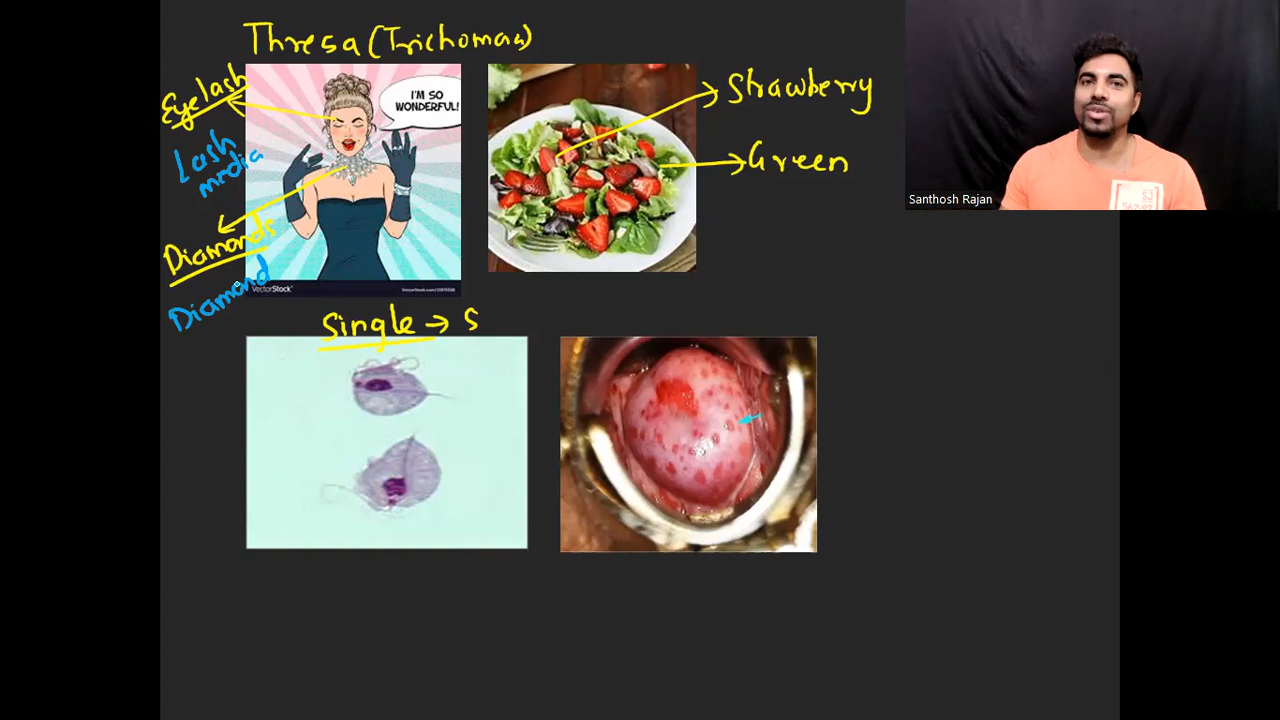 Thresa (Trichomas)
Eyelash
Lash
media
Diamonds
Diamond
I'M SO
WONDERFUL!
VectorStock
Strawberry
Green
Santhosh Rajan
Single → S